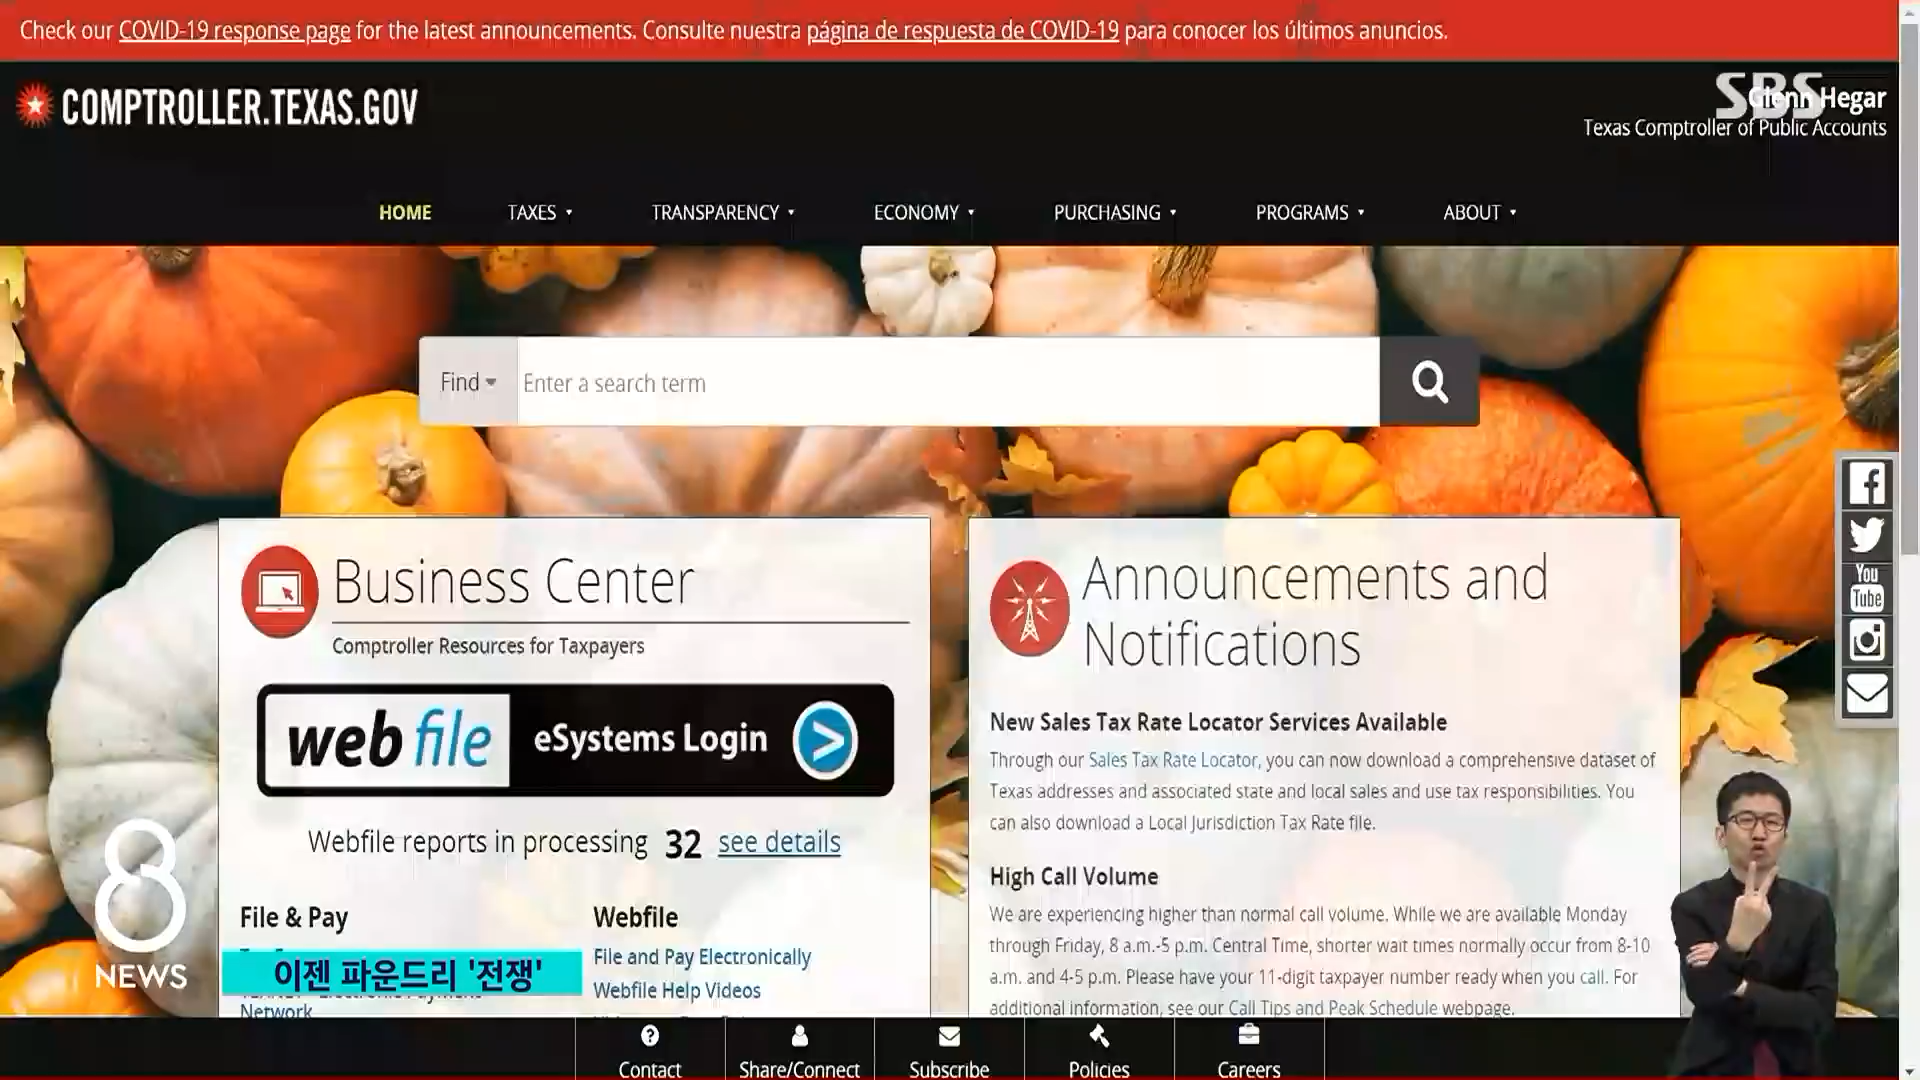 Check our COVID-19 response page for the latest announcements. Consulte nuestra página de respuesta de COVID-19 para conocer los últimos anuncios.
COMPTROLLER.TEXAS.GOV
SBS
Glenn Hegar
Texas Comptroller of Public Accounts
HOME TAXES TRANSPARENCY ECONOMY PURCHASING PROGRAMS ABOUT
Find Enter a search term
Business Center
Comptroller Resources for Taxpayers
web file eSystems Login
Webfile reports in processing 32 see details
File & Pay
Network
Webfile
File and Pay Electronically
Webfile Help Videos
Announcements and
Notifications
New Sales Tax Rate Locator Services Available
Through our Sales Tax Rate Locator, you can now download a comprehensive dataset of
Texas addresses and associated state and local sales and use tax responsibilities. You
can also download a Local Jurisdiction Tax Rate file.
High Call Volume
We are experiencing higher than normal call volume. While we are available Monday
through Friday, 8 a.m.-5 p.m. Central Time, shorter wait times normally occur from 8-10
a.m. and 4-5 p.m. Please have your 11-digit taxpayer number ready when you call. For
additional information, see our Call Tips and Peak Schedule webpage.
You
Tube
8
NEWS
이젠 파운드리 '전쟁'
Contact Share/Connect Subscribe Policies Careers